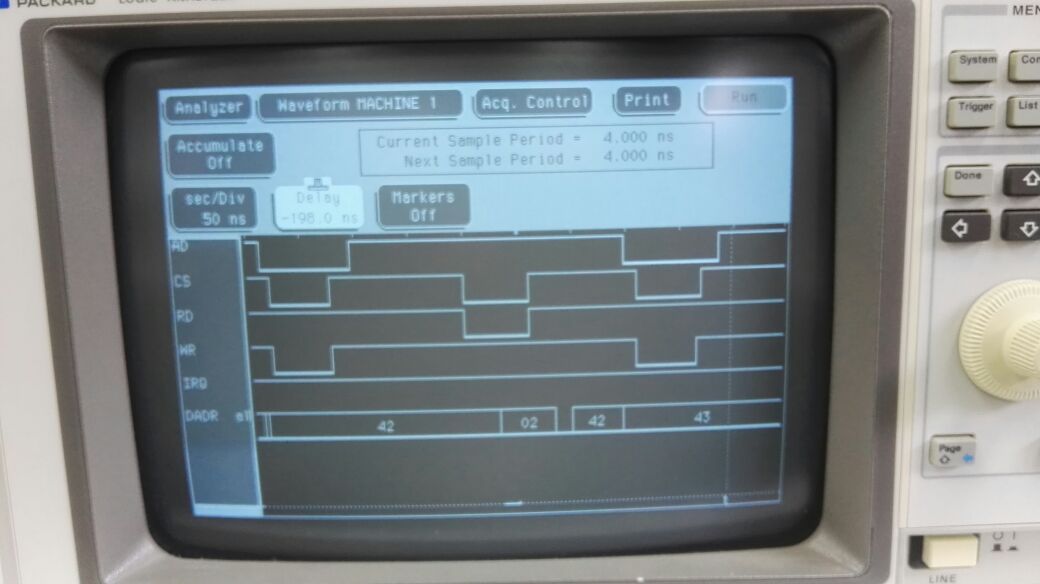 PACKARD
Analyzer
Waveform MACHINE 1
Acq. Control
Print
Run
Accumulate
Off
Current Sample Period = 4.000 ns
Next Sample Period = 4.000 ns
sec/Div
50 ns
Delay
-198.0 ns
Markers
Off
AD
CS
RD
WR
IRQ
DADR
42
02
42
43
MEN
System
Con
Trigger
List
Done
Page
LINE